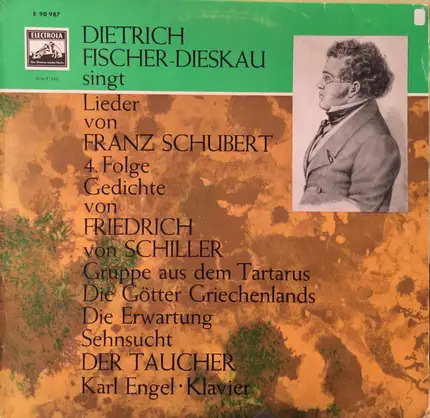 E 90 987
ELECTROLA
DIETRICH
FISCHER-DIESKAU
singt
Lieder
von
FRANZ SCHUBERT
4. Folge
Gedichte
von
FRIEDRICH
von SCHILLER
Gruppe aus dem Tartarus
Die Götter Griechenlands
Die Erwartung
Sehnsucht
DER TAUCHER
Karl Engel · Klavier